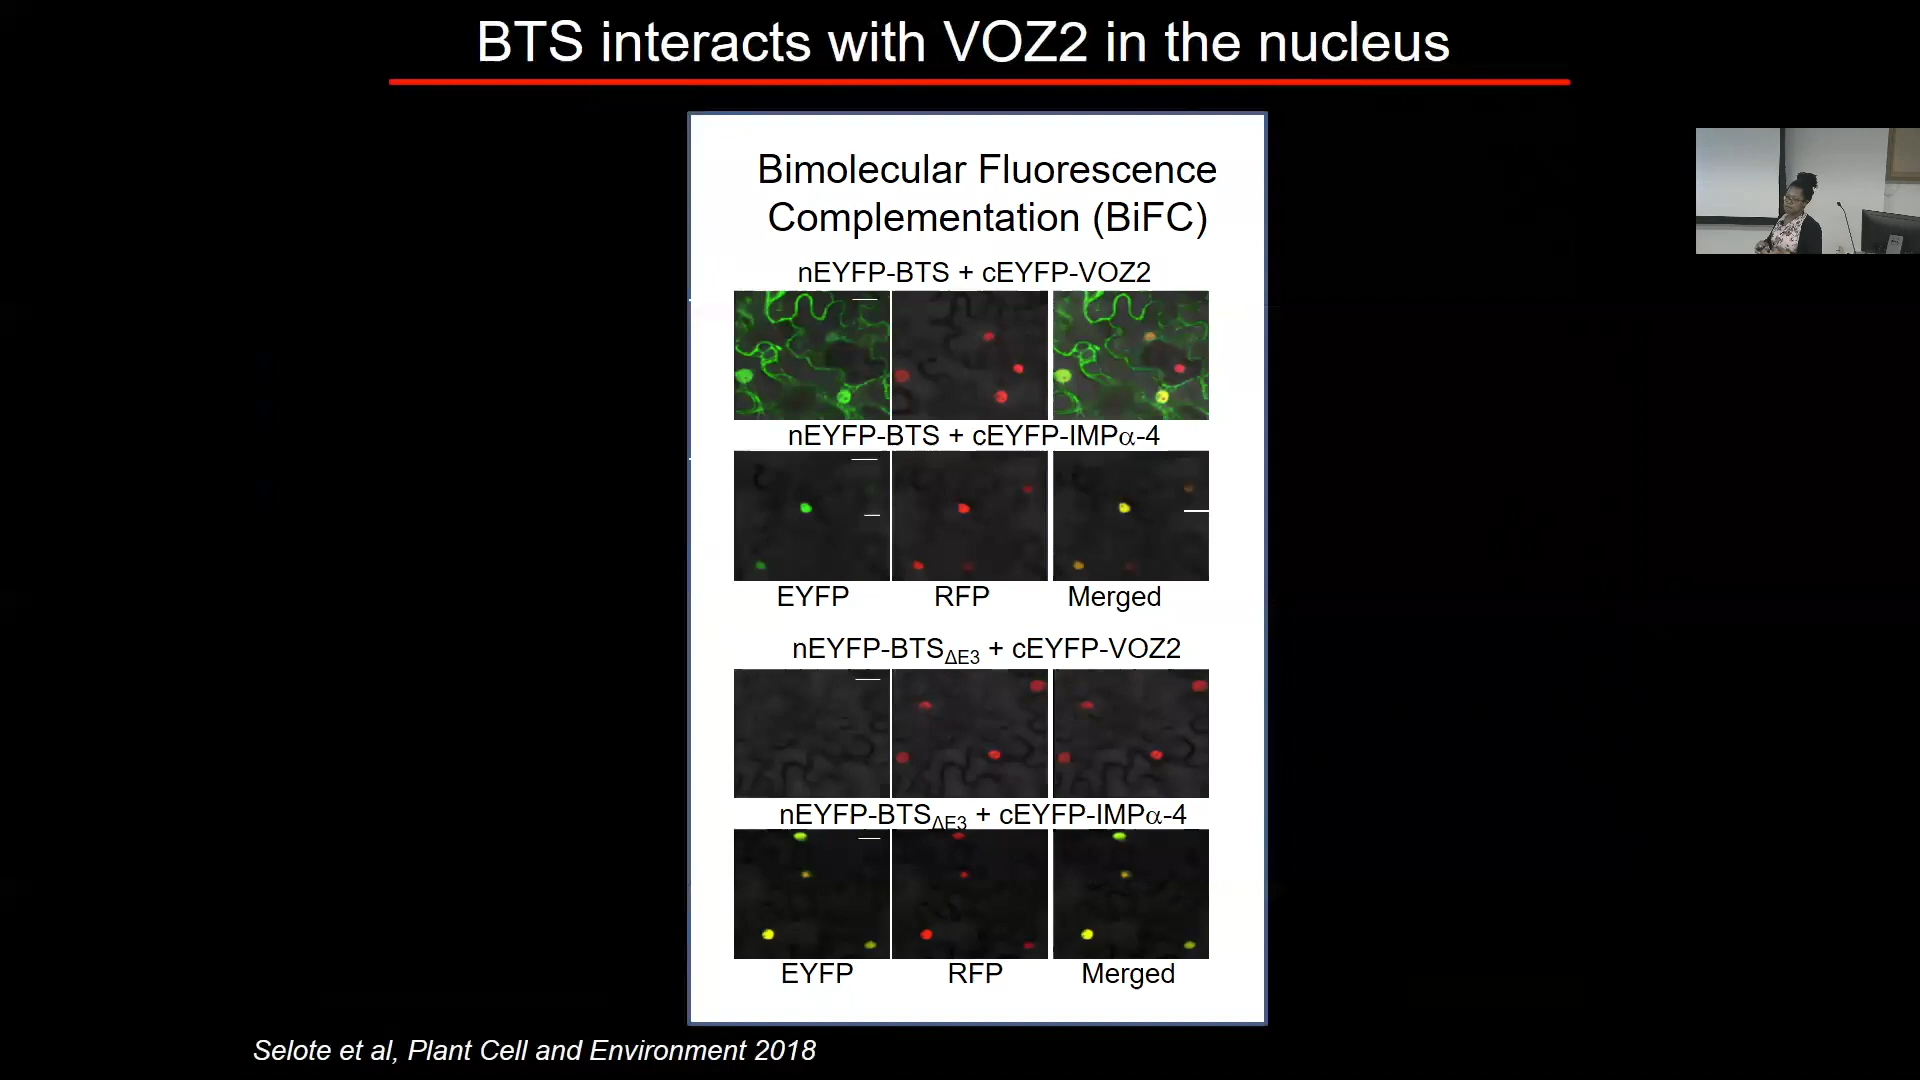 BTS interacts with VOZ2 in the nucleus
Bimolecular Fluorescence
Complementation (BiFC)
nEYFP-BTS + cEYFP-VOZ2
nEYFP-BTS + cEYFP-IMPα-4
EYFP RFP Merged
nEYFP-BTSΔE3 + cEYFP-VOZ2
nEYFP-BTSΔE3 + cEYFP-IMPα-4
EYFP RFP Merged
Selote et al, Plant Cell and Environment 2018